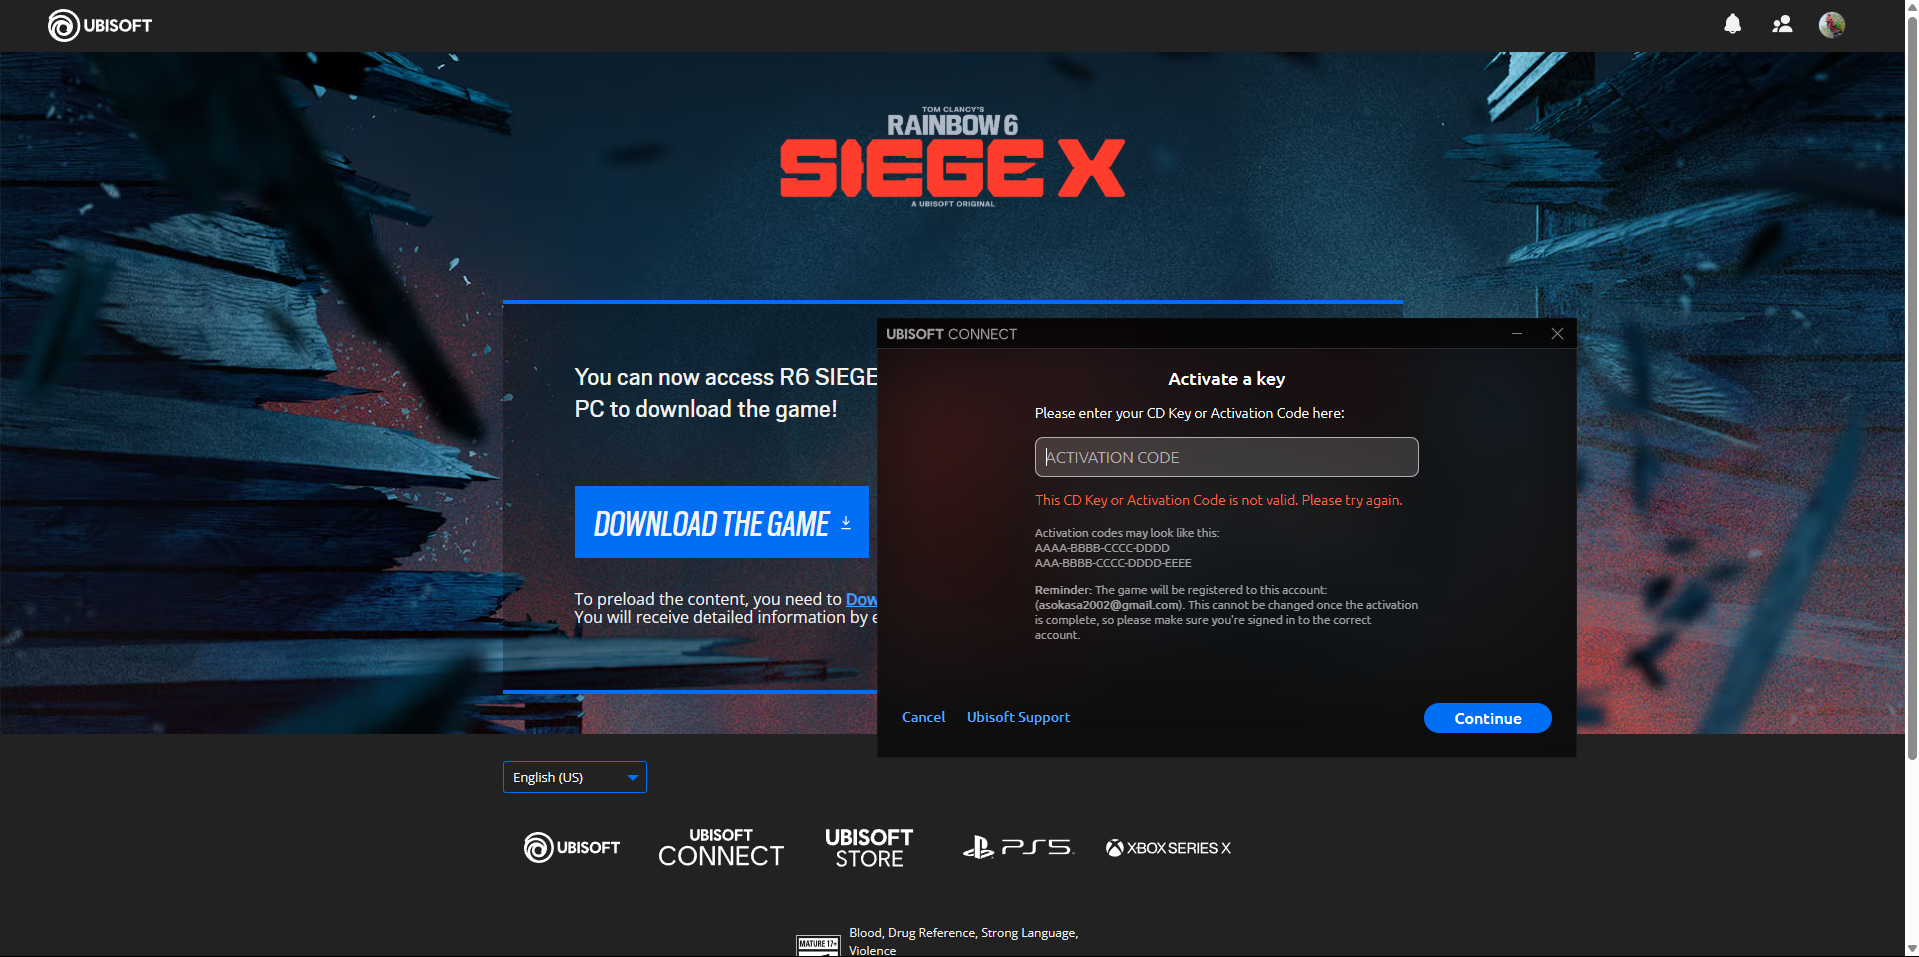 UBISOFT
TOM CLANCY'S
RAINBOW 6
SIEGE X
A UBISOFT ORIGINAL
You can now access R6 SIEGE
PC to download the game!
DOWNLOAD THE GAME
To preload the content, you need to Dow
You will receive detailed information by e
UBISOFT CONNECT
Activate a key
Please enter your CD Key or Activation Code here:
ACTIVATION CODE
This CD Key or Activation Code is not valid. Please try again.
Activation codes may look like this:
AAAA-BBBB-CCCC-DDDD
AAA-BBBB-CCCC-DDDD-EEEE
Reminder: The game will be registered to this account:
(asokasa2002@gmail.com). This cannot be changed once the activation
is complete, so please make sure you're signed in to the correct
account.
Cancel
Ubisoft Support
Continue
English (US)
UBISOFT
UBISOFT
CONNECT
UBISOFT
STORE
PS5
XBOX SERIES X
MATURE 17+
Blood, Drug Reference, Strong Language,
Violence